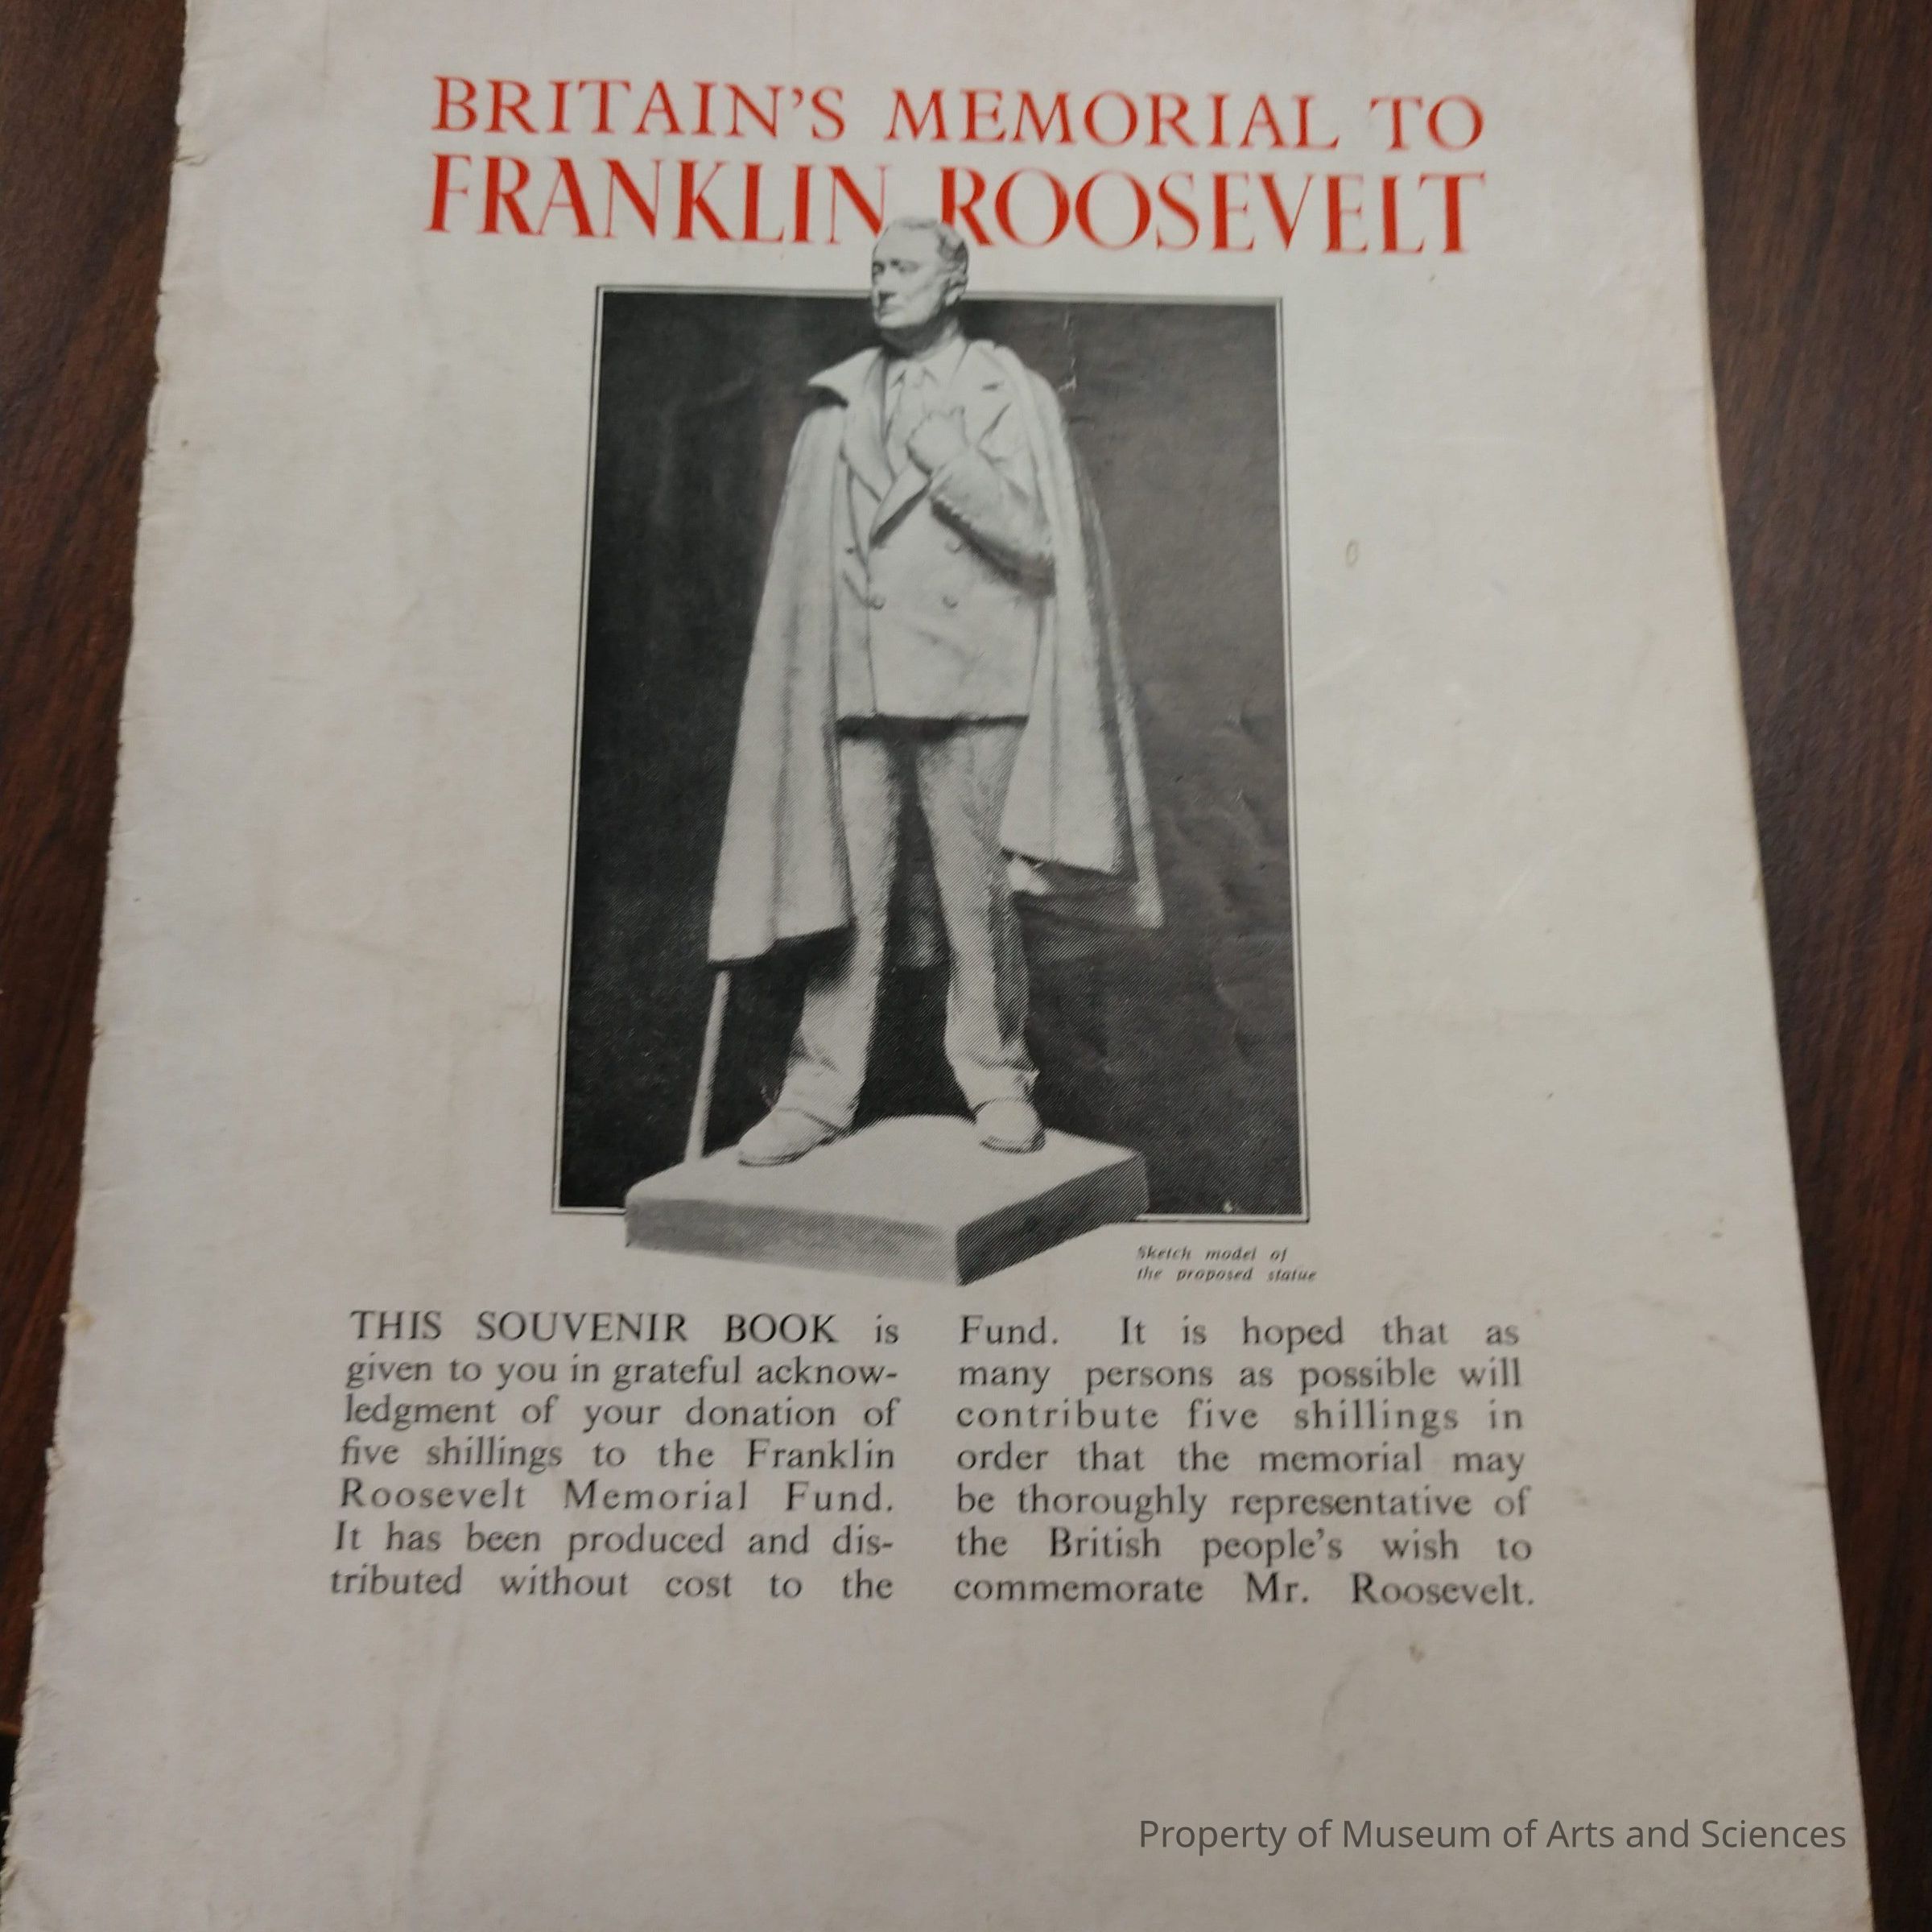 BRITAIN'S MEMORIAL TO
FRANKLIN ROOSEVELT
Sketch model of
the proposed statue
THIS SOUVENIR BOOK is
given to you in grateful acknow-
ledgment of your donation of
five shillings to the Franklin
Roosevelt Memorial Fund.
It has been produced and dis-
tributed without cost to the
Fund. It is hoped that as
many persons as possible will
contribute five shillings in
order that the memorial may
be thoroughly representative of
the British people's wish to
commemorate Mr. Roosevelt.
Property of Museum of Arts and Sciences